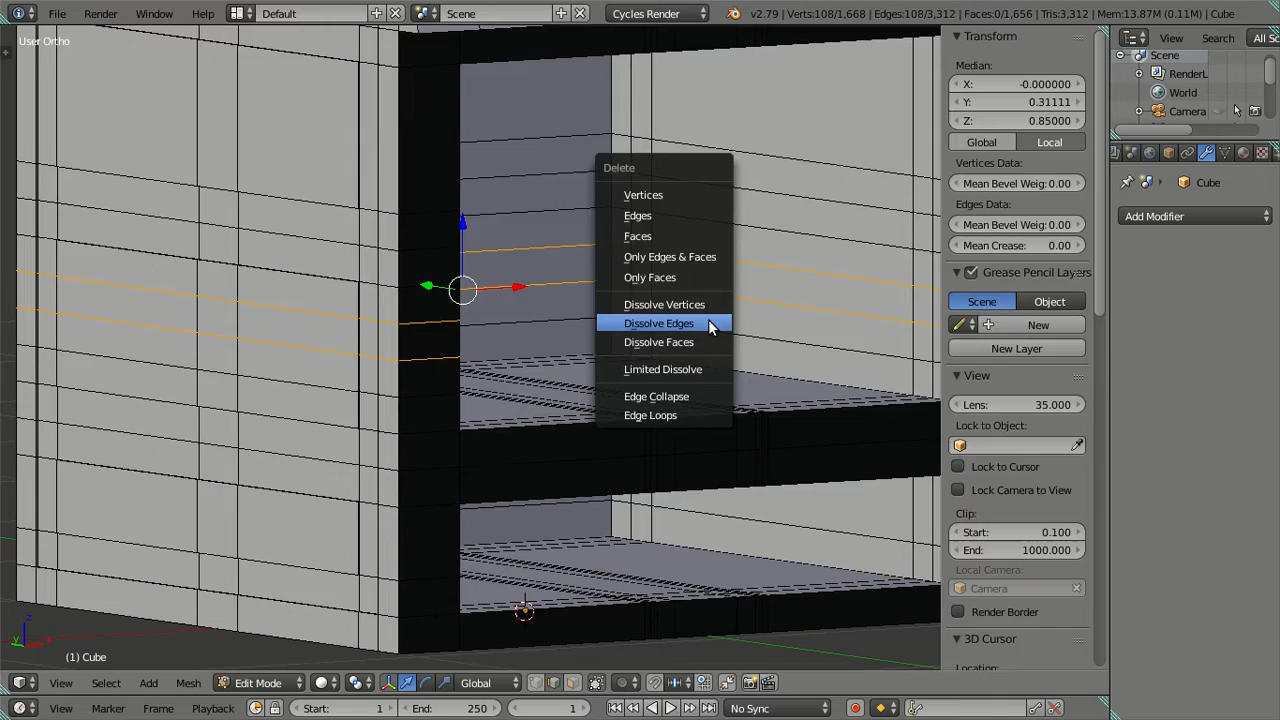 File Render Window Help Default Scene Cycles Render v2.79 | Verts:108/1,668 | Edges:108/3,312 | Faces:0/1,656 | Tris:3,312 | Mem:13.87M (0.11M) | Cube
User Ortho
Transform
Median:
X: -0.000000
Y: 0.31111
Z: 0.85000
Global Local
Vertices Data:
Mean Bevel Weig: 0.00
Edges Data:
Mean Bevel Weig: 0.00
Mean Crease: 0.00
Grease Pencil Layers
Scene Object
New
New Layer
View
Lens: 35.000
Lock to Object:
Lock to Cursor
Lock Camera to View
Clip:
Start: 0.100
End: 1000.000
Local Camera:
Camera
Render Border
3D Cursor
Location:
View Search All Sc
Scene
RenderL
World
Camera
Cube
Add Modifier
Delete
Vertices
Edges
Faces
Only Edges & Faces
Only Faces
Dissolve Vertices
Dissolve Edges
Dissolve Faces
Limited Dissolve
Edge Collapse
Edge Loops
z
y
(1) Cube
View Select Add Mesh Edit Mode Global
View Marker Frame Playback Start: 1 End: 250 1 No Sync